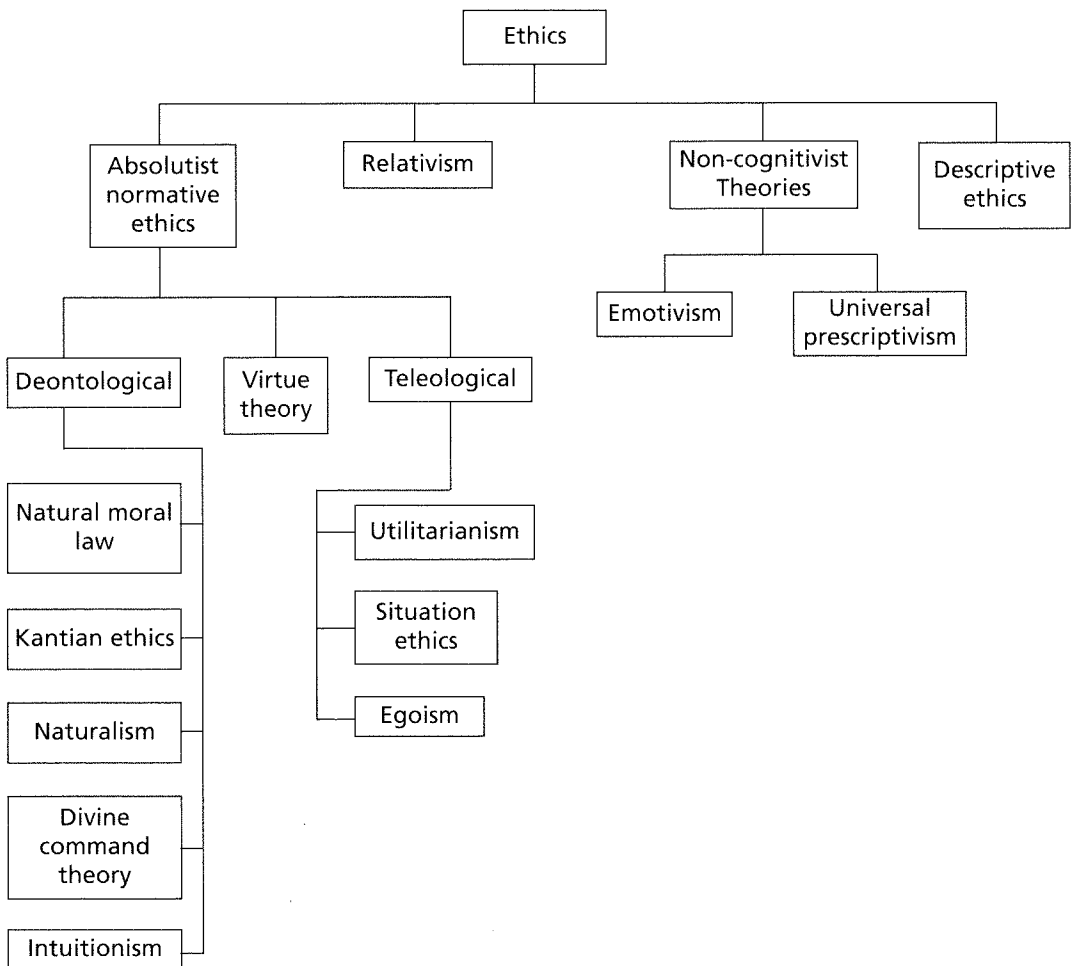 Ethics
Absolutist
normative
ethics
Relativism
Non-cognitivist
Theories
Descriptive
ethics
Emotivism
Universal
prescriptivism
Deontological
Virtue
theory
Teleological
Natural moral
law
Kantian ethics
Naturalism
Divine
command
theory
Intuitionism
Utilitarianism
Situation
ethics
Egoism